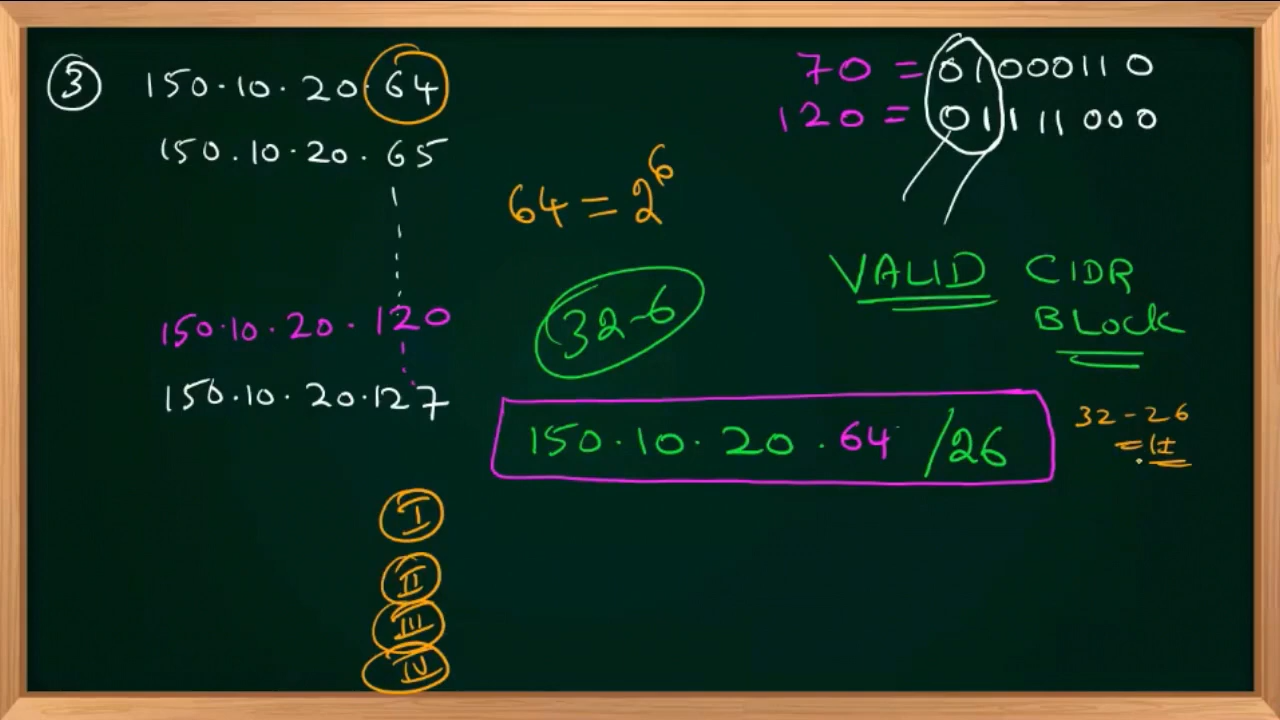 3 150.10.20.64
150.10.20.65
150.10.20.120
150.10.20.127
I
II
III
IV
64 = 2^6
32-6
150.10.20.64 /26
70 = 01000110
120 = 01111000
VALID CIDR
BLOCK
32-26
=